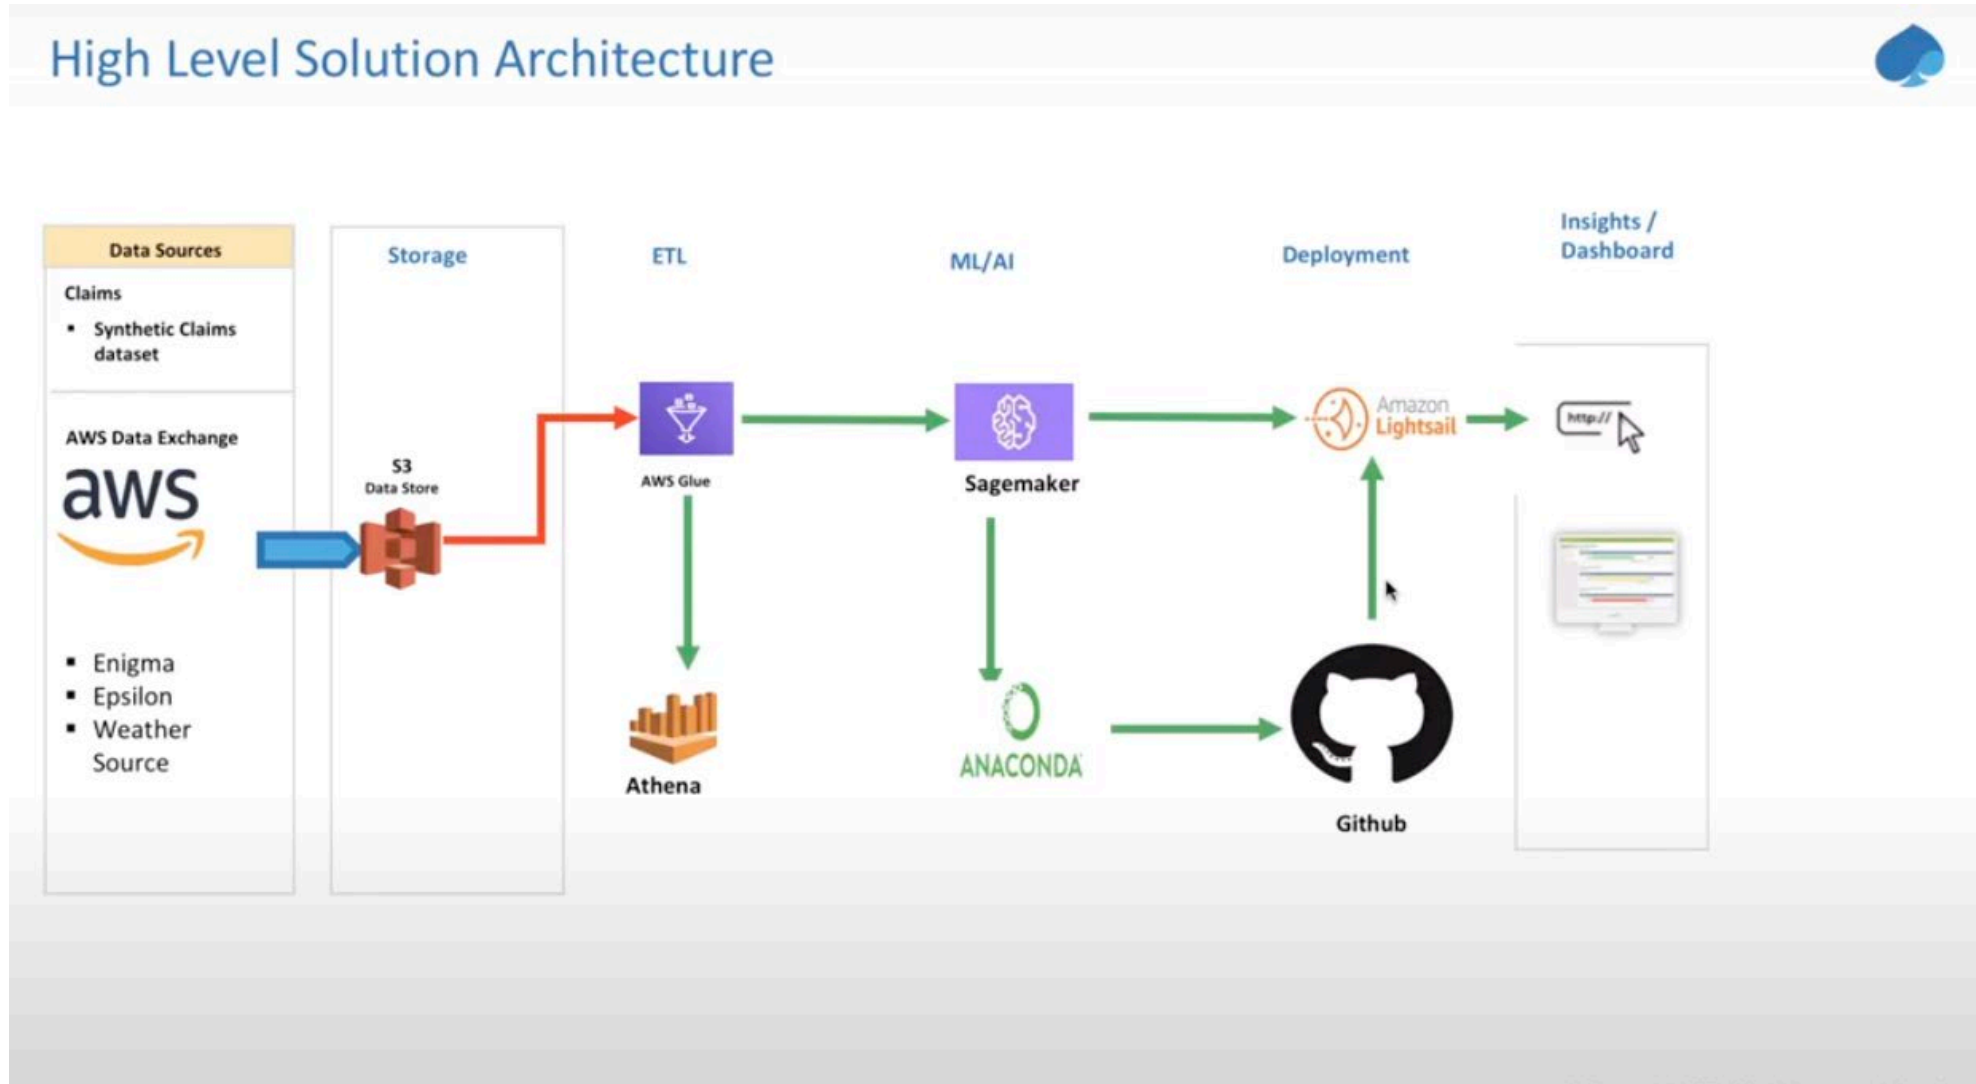 High Level Solution Architecture
Data Sources
Claims
▪ Synthetic Claims
dataset
AWS Data Exchange
aws
▪ Enigma
▪ Epsilon
▪ Weather
Source
Storage
S3
Data Store
ETL
AWS Glue
Athena
ML/AI
Sagemaker
ANACONDA
Deployment
Amazon
Lightsail
Github
Insights /
Dashboard
http://